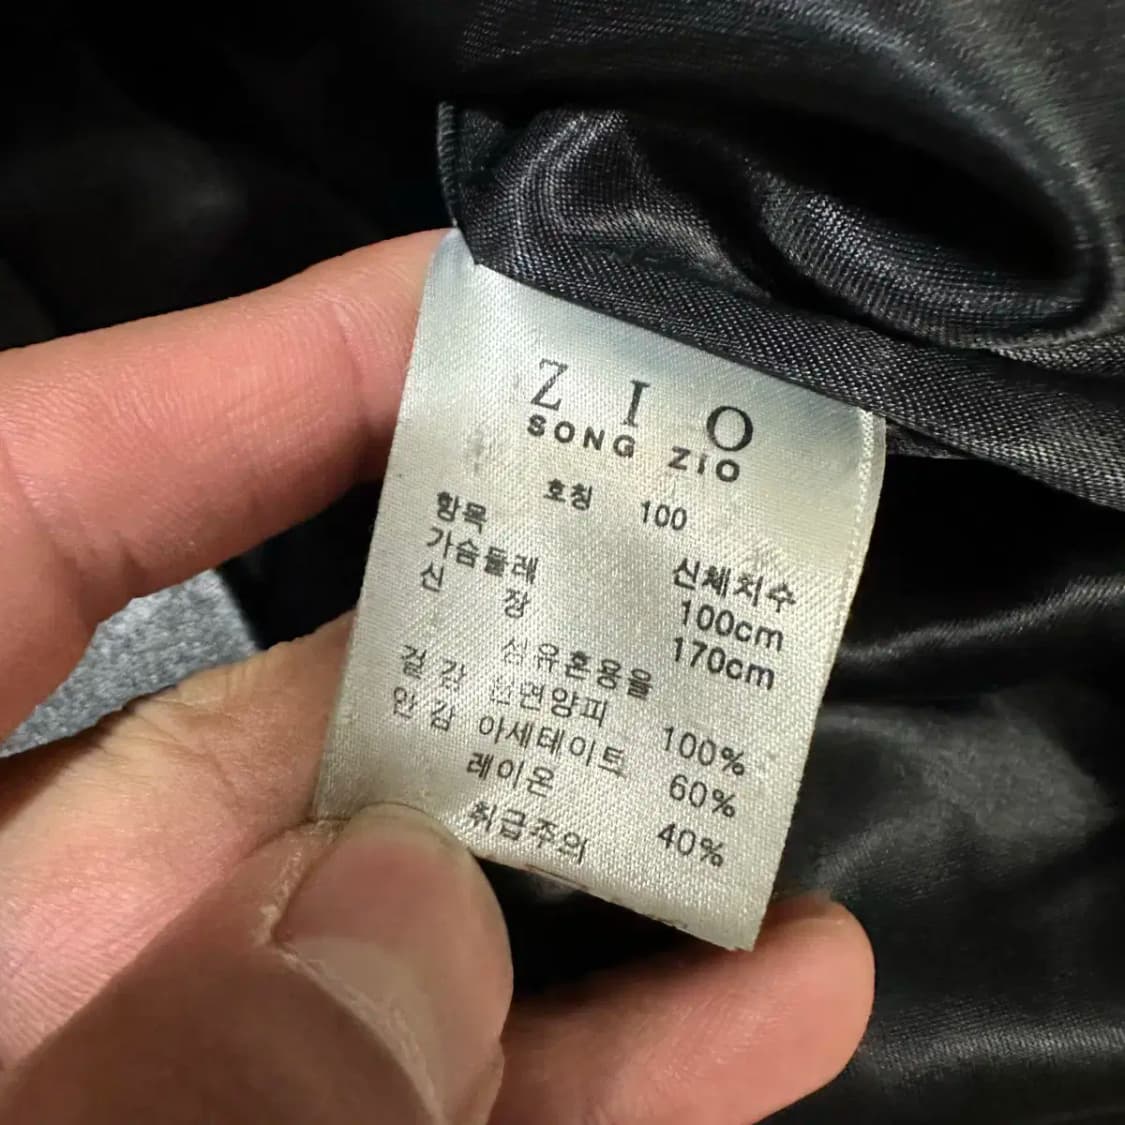 ZIO
SONG ZIO
호칭 100
항목 신체치수
가슴둘레 100cm
신 장 170cm
섬유혼용율
겉 감 천연양피 100%
안 감 아세테이트 60%
레이온 40%
취급주의